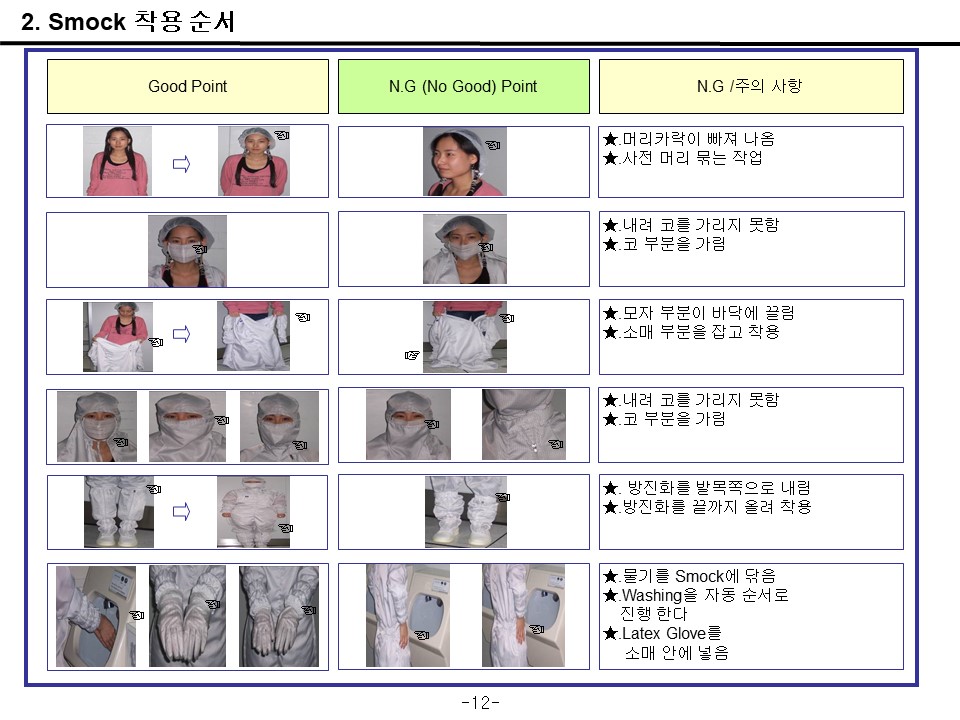 2. Smock 착용 순서
Good Point
N.G (No Good) Point
N.G /주의 사항
★.머리카락이 빠져 나옴
★.사전 머리 묶는 작업
★.내려 코를 가리지 못함
★.코 부분을 가림
★.모자 부분이 바닥에 끌림
★.소매 부분을 잡고 착용
★.내려 코를 가리지 못함
★.코 부분을 가림
★. 방진화를 발목쪽으로 내림
★.방진화를 끝까지 올려 착용
★.물기를 Smock에 닦음
★.Washing을 자동 순서로
진행 한다
★.Latex Glove를
소매 안에 넣음
-12-